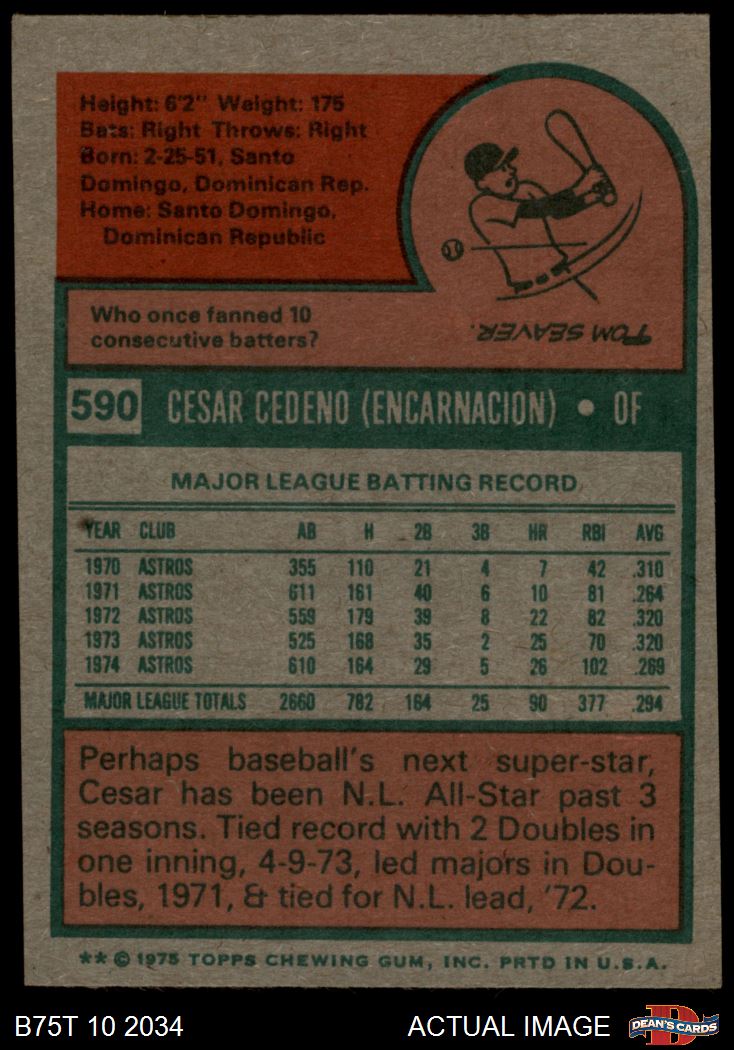 Height: 6'2" Weight: 175
Bats: Right Throws: Right
Born: 2-25-51, Santo
Domingo, Dominican Rep.
Home: Santo Domingo,
Dominican Republic
Who once fanned 10
consecutive batters?
TOM SEAVER.
590 CESAR CEDENO (ENCARNACION) • OF
MAJOR LEAGUE BATTING RECORD
YEAR CLUB AB H 2B 3B HR RBI AVG
1970 ASTROS 355 110 21 4 7 42 .310
1971 ASTROS 611 161 40 6 10 81 .264
1972 ASTROS 559 179 39 8 22 82 .320
1973 ASTROS 525 168 35 2 25 70 .320
1974 ASTROS 610 164 29 5 26 102 .269
MAJOR LEAGUE TOTALS 2660 782 164 25 90 377 .294
Perhaps baseball's next super-star,
Cesar has been N.L. All-Star past 3
seasons. Tied record with 2 Doubles in
one inning, 4-9-73, led majors in Dou-
bles, 1971, & tied for N.L. lead, '72.
** © 1975 TOPPS CHEWING GUM, INC. PRTD IN U.S.A.
B75T 10 2034 ACTUAL IMAGE D DEAN'S CARDS